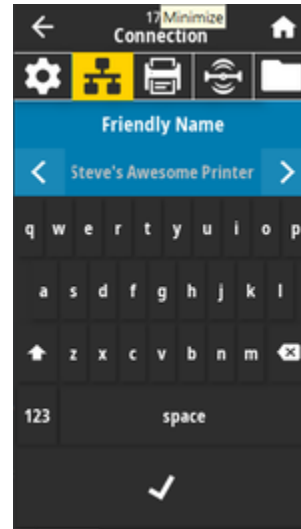 17 Minimize
Connection
Friendly Name
Steve's Awesome Printer
q w e r t y u i o p
a s d f g h j k l
z x c v b n m
123 space